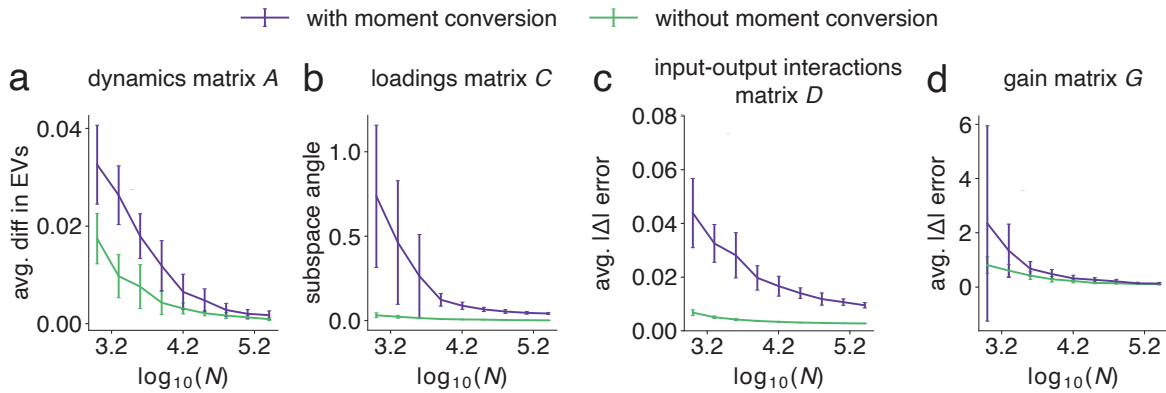 with moment conversion
without moment conversion
a
dynamics matrix A
avg. diff in EVs
0.04
0.02
0.00
3.2
4.2
5.2
log10(N)
b
loadings matrix C
subspace angle
1.0
0.5
0.0
3.2
4.2
5.2
log10(N)
c
input-output interactions
matrix D
avg. |Δ| error
0.08
0.06
0.04
0.02
0.00
3.2
4.2
5.2
log10(N)
d
gain matrix G
avg. |Δ| error
6
4
2
0
3.2
4.2
5.2
log10(N)